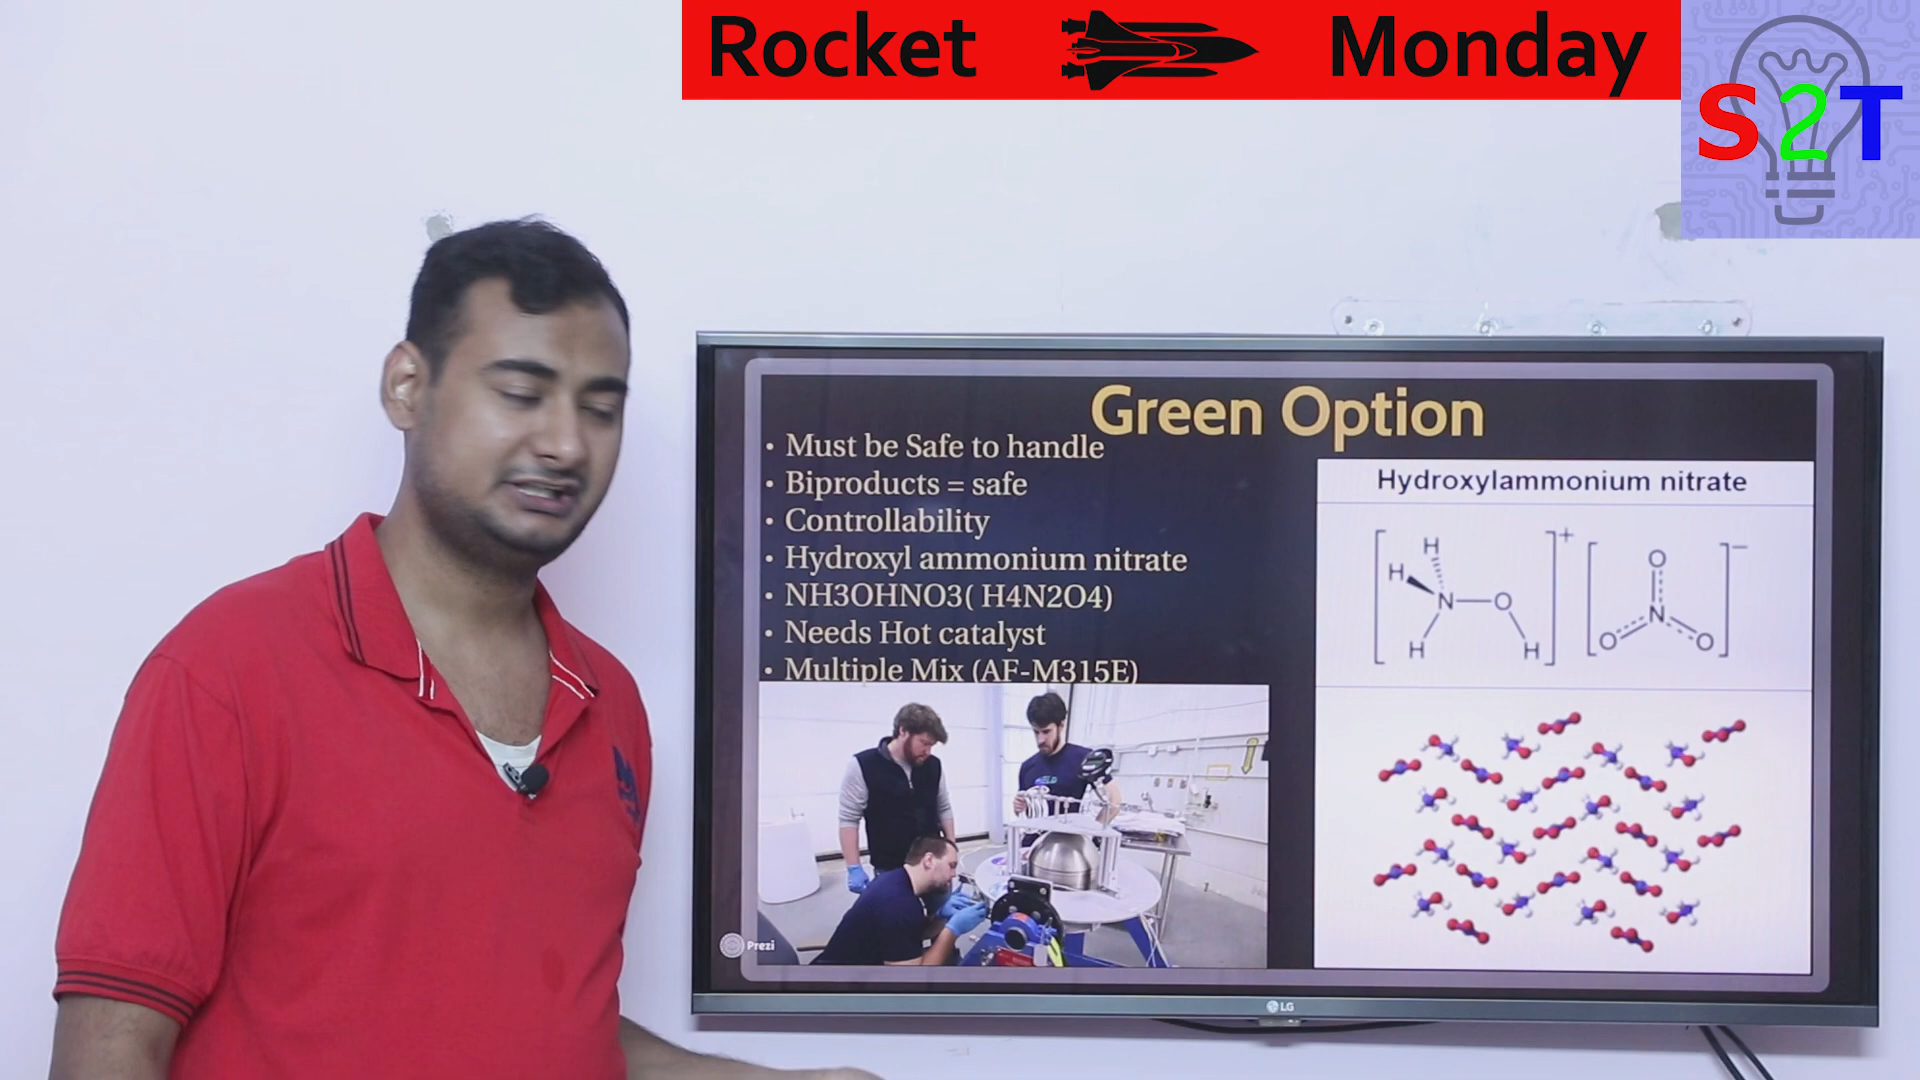 Rocket Monday
S2T
Green Option
• Must be Safe to handle
• Biproducts = safe
• Controllability
• Hydroxyl ammonium nitrate
• NH3OHNO3( H4N2O4)
• Needs Hot catalyst
• Multiple Mix (AF-M315E)
Hydroxylammonium nitrate
H
H
N
O
H
H
+
O
N
O
O
−
Prezi
LG